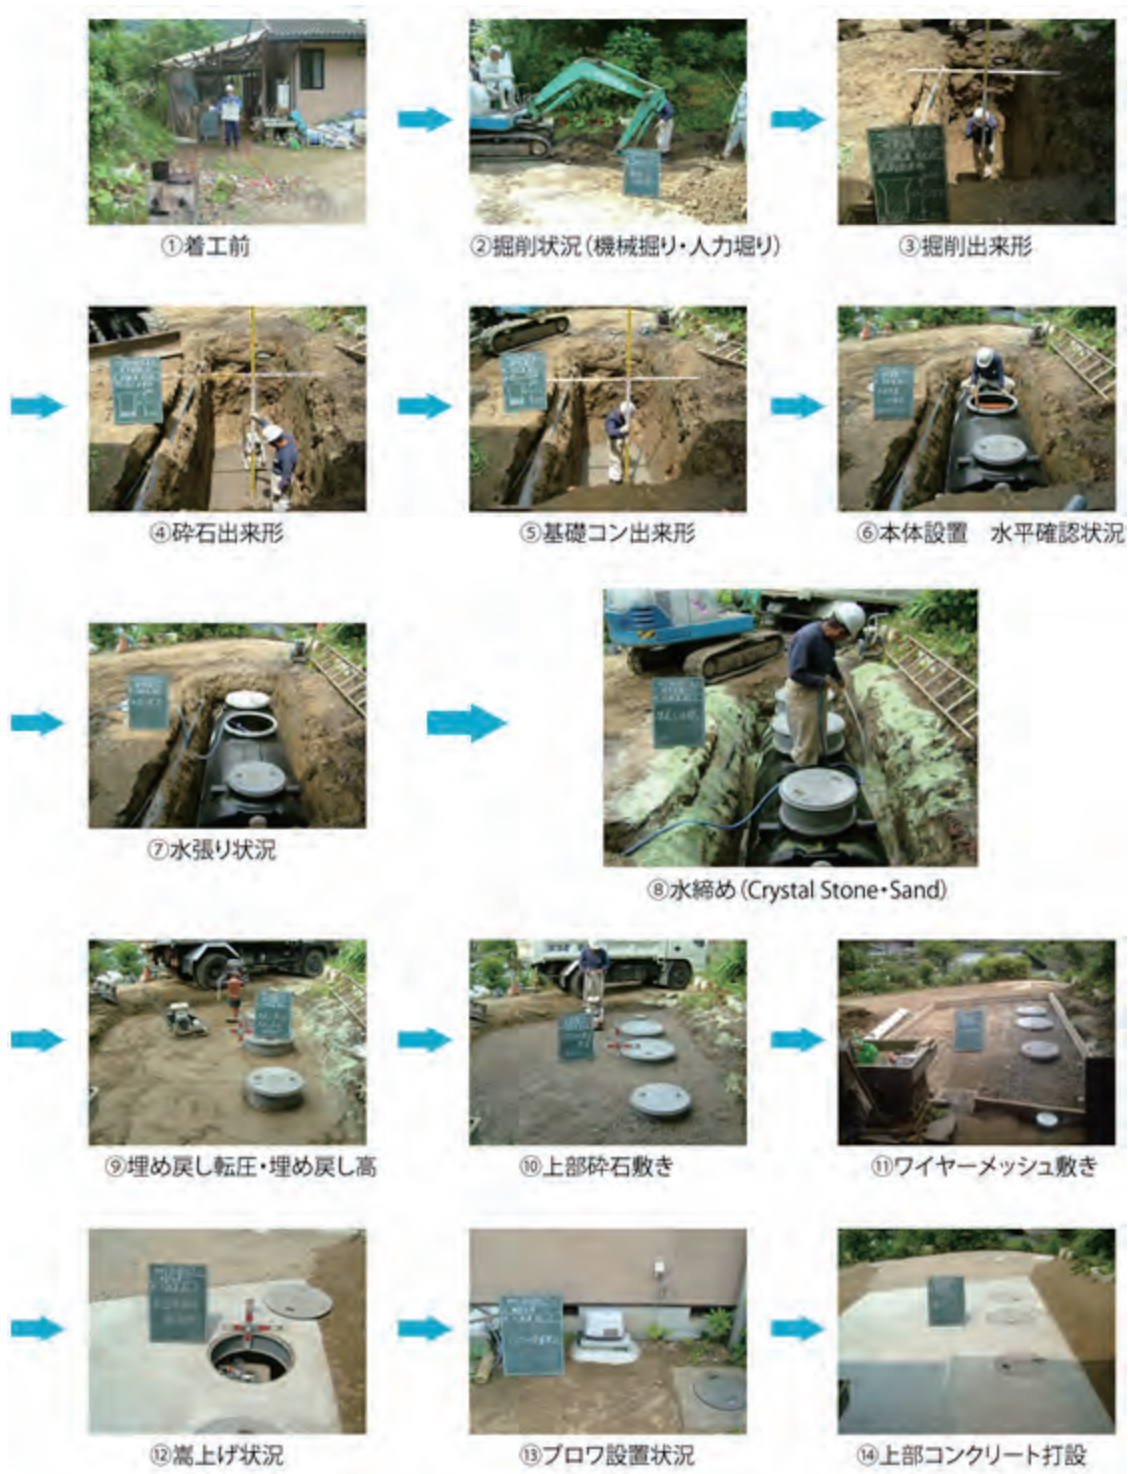 ①着工前
②掘削状況(機械掘り・人力堀り)
③掘削出来形
④砕石出来形
⑤基礎コン出来形
⑥本体設置　水平確認状況
⑦水張り状況
⑧水締め(Crystal Stone・Sand)
⑨埋め戻し転圧・埋め戻し高
⑩上部砕石敷き
⑪ワイヤーメッシュ敷き
⑫嵩上げ状況
⑬ブロワ設置状況
⑭上部コンクリート打設